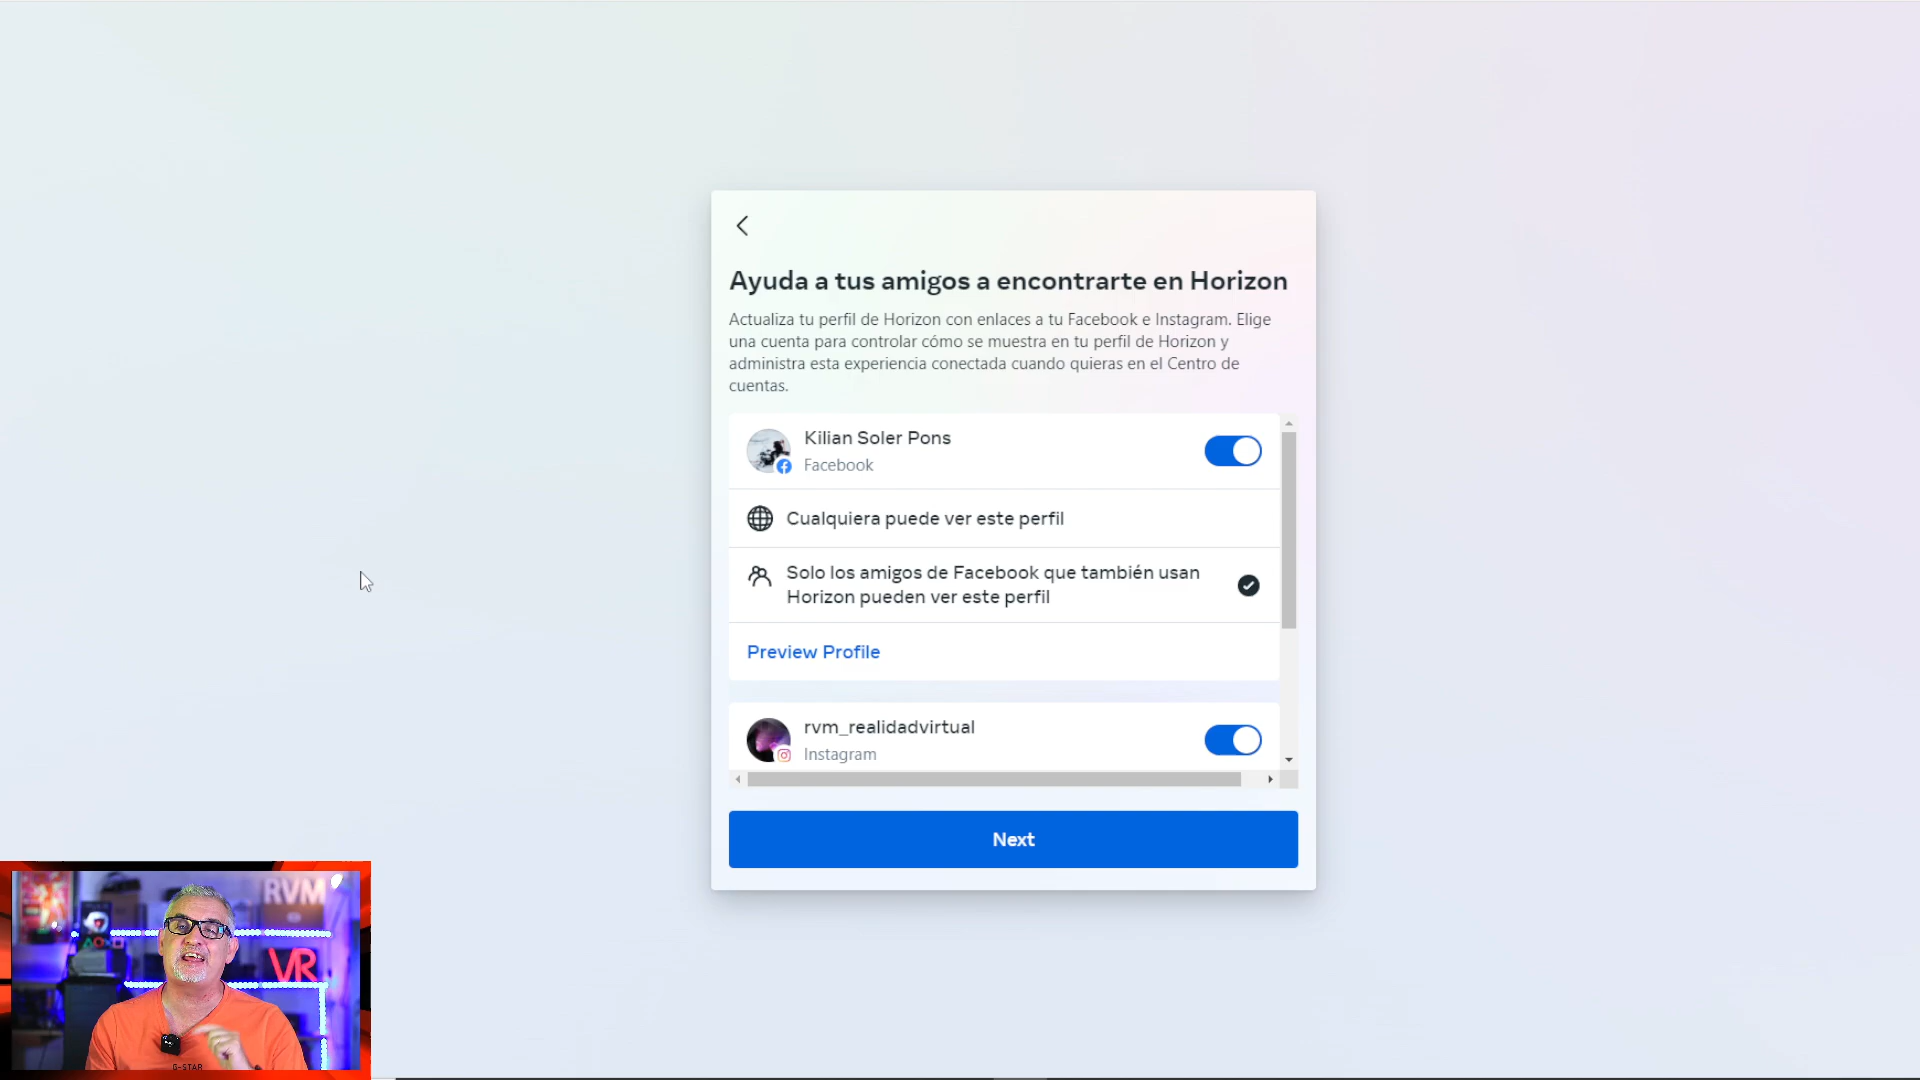 Ayuda a tus amigos a encontrarte en Horizon
Actualiza tu perfil de Horizon con enlaces a tu Facebook e Instagram. Elige
una cuenta para controlar cómo se muestra en tu perfil de Horizon y
administra esta experiencia conectada cuando quieras en el Centro de
cuentas.
Kilian Soler Pons
Facebook
Cualquiera puede ver este perfil
Solo los amigos de Facebook que también usan
Horizon pueden ver este perfil
Preview Profile
rvm_realidadvirtual
Instagram
Next
RVM
VR
G-STAR